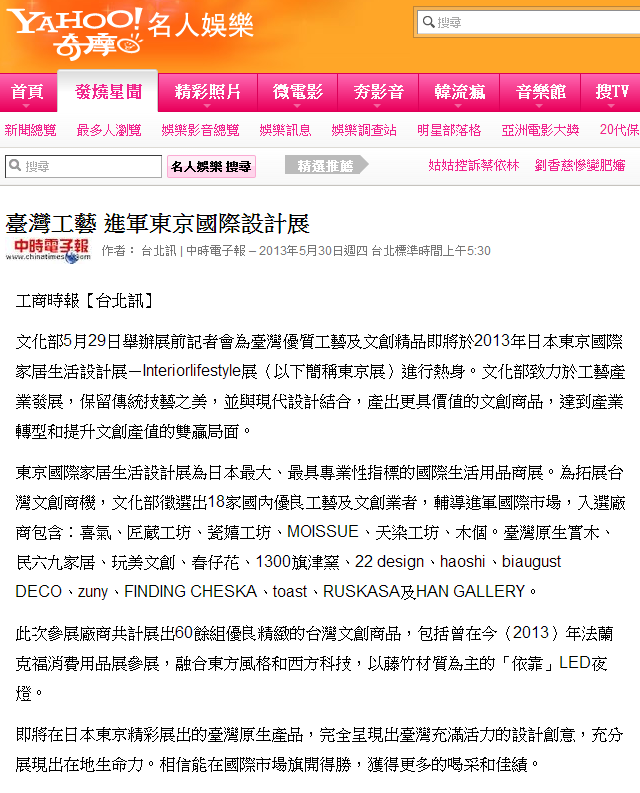 YAHOO! 名人娛樂
奇摩
搜尋
首頁 發燒星聞 精彩照片 微電影 夯影音 韓流瘋 音樂館 搜TV
新聞總覽 最多人瀏覽 娛樂影音總覽 娛樂訊息 娛樂調查站 明星部落格 亞洲電影大獎 20代保
搜尋 名人娛樂 搜尋 精選推薦 姑姑控訴蔡依林 劉香慈慘變肥嬸
臺灣工藝 進軍東京國際設計展
中時電子報 作者： 台北訊 | 中時電子報 – 2013年5月30日週四 台北標準時間上午5:30
www.chinatimes.com
工商時報【台北訊】
文化部5月29日舉辦展前記者會為臺灣優質工藝及文創精品即將於2013年日本東京國際
家居生活設計展－Interiorlifestyle展（以下簡稱東京展）進行熱身。文化部致力於工藝產
業發展，保留傳統技藝之美，並與現代設計結合，產出更具價值的文創商品，達到產業
轉型和提升文創產值的雙贏局面。
東京國際家居生活設計展為日本最大、最具專業性指標的國際生活用品商展。為拓展台
灣文創商機，文化部徵選出18家國內優良工藝及文創業者，輔導進軍國際市場，入選廠
商包含：喜氣、匠蔵工坊、瓷嬉工坊、MOISSUE、天染工坊、木個。臺灣原生實木、
民六九家居、玩美文創、春仔花、1300旗津窯、22 design、haoshi、biaugust
DECO、zuny、FINDING CHESKA、toast、RUSKASA及HAN GALLERY。
此次參展廠商共計展出60餘組優良精緻的台灣文創商品，包括曾在今（2013）年法蘭
克福消費用品展參展，融合東方風格和西方科技，以藤竹材質為主的「依靠」LED夜
燈。
即將在日本東京精彩展出的臺灣原生產品，完全呈現出臺灣充滿活力的設計創意，充分
展現出在地生命力。相信能在國際市場旗開得勝，獲得更多的喝采和佳績。